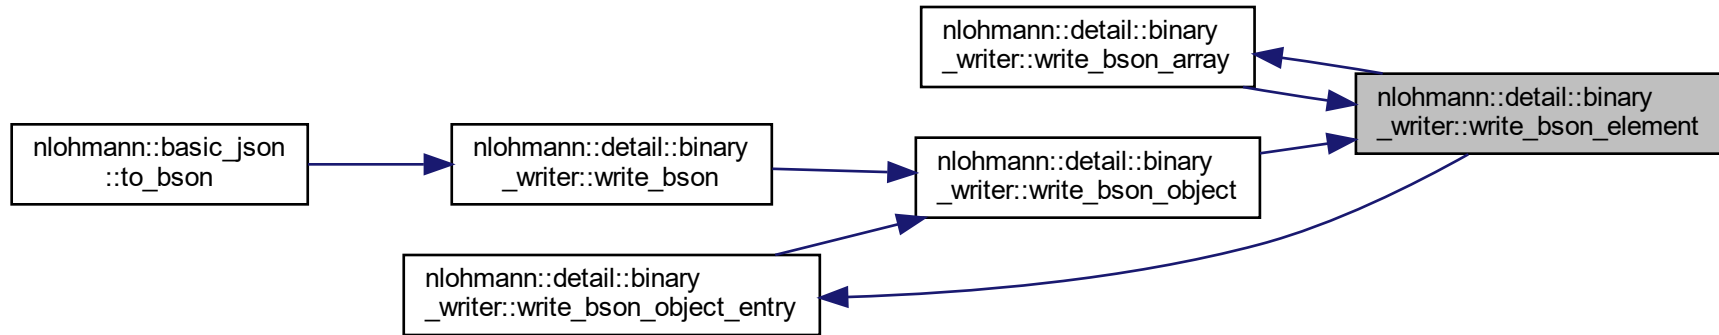 nlohmann::detail::binary
_writer::write_bson_array
nlohmann::detail::binary
_writer::write_bson_element
nlohmann::basic_json
::to_bson
nlohmann::detail::binary
_writer::write_bson
nlohmann::detail::binary
_writer::write_bson_object
nlohmann::detail::binary
_writer::write_bson_object_entry